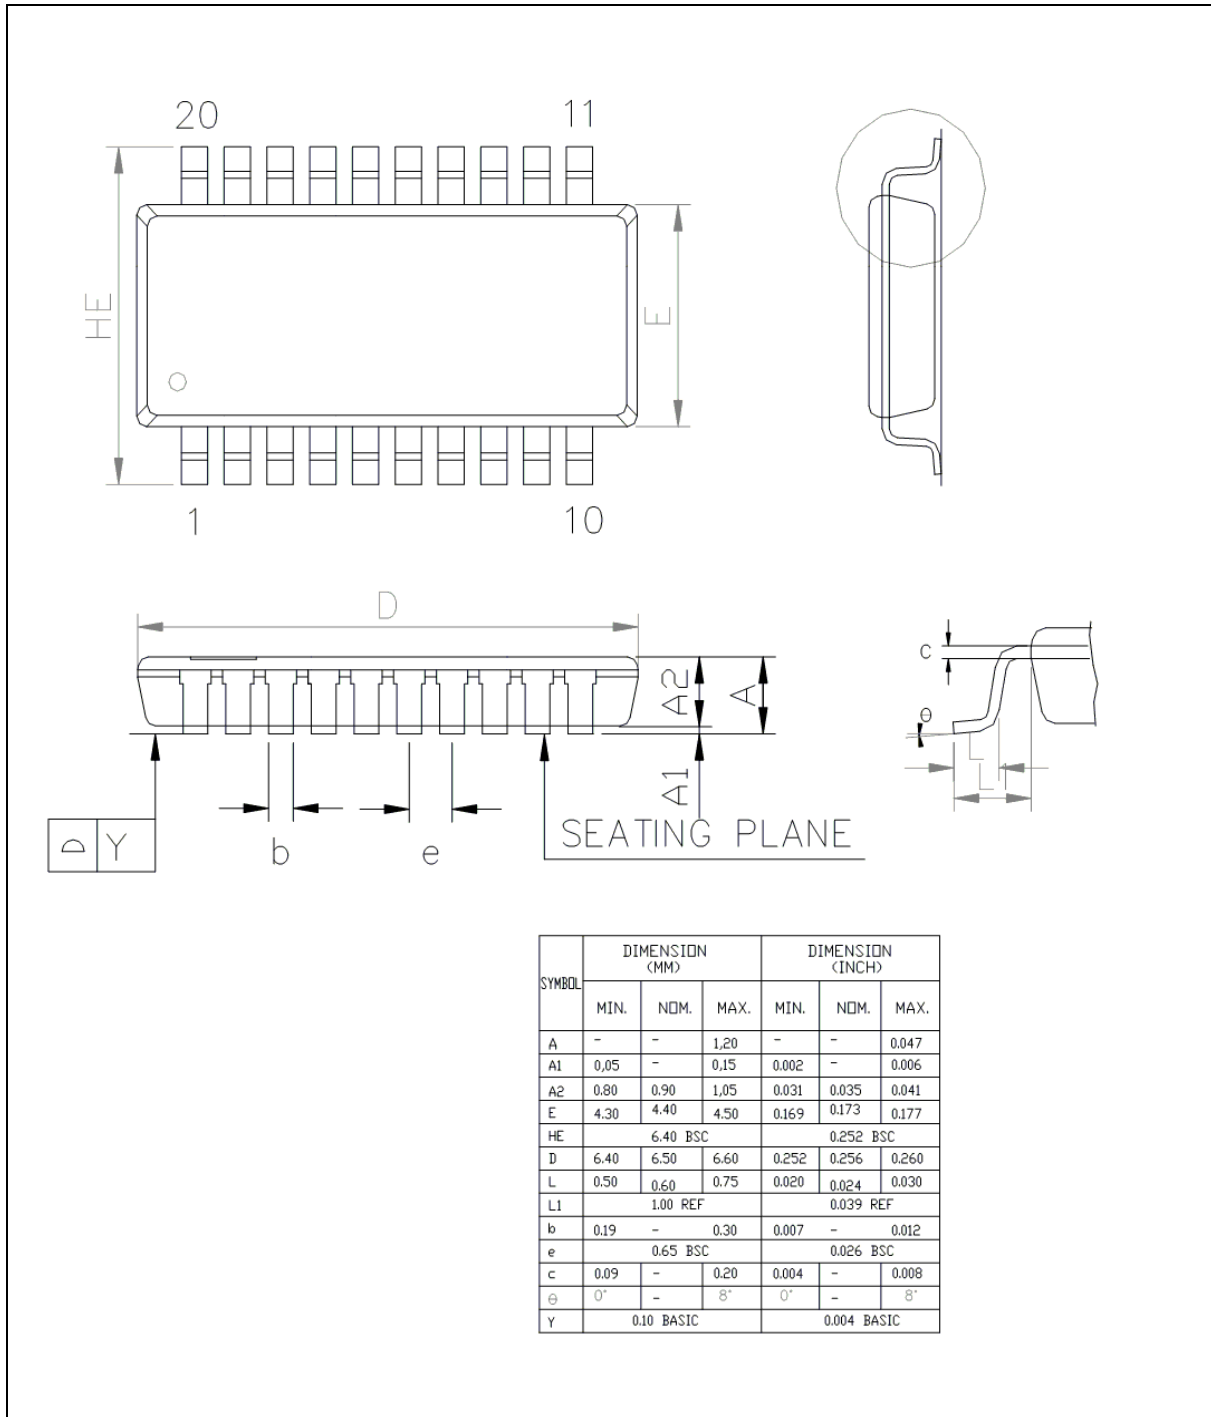 20 11
HE
E
1 10
D
A2
A
A1
c
θ
L
L
Y
b
e
SEATING PLANE
SYMBOL DIMENSION (MM) DIMENSION (INCH)
MIN. NOM. MAX. MIN. NOM. MAX.
A - - 1,20 - - 0.047
A1 0,05 - 0,15 0.002 - 0.006
A2 0.80 0.90 1,05 0.031 0.035 0.041
E 4.30 4.40 4.50 0.169 0.173 0.177
HE 6.40 BSC 0.252 BSC
D 6.40 6.50 6.60 0.252 0.256 0.260
L 0.50 0.60 0.75 0.020 0.024 0.030
L1 1.00 REF 0.039 REF
b 0.19 - 0.30 0.007 - 0.012
e 0.65 BSC 0.026 BSC
c 0.09 - 0.20 0.004 - 0.008
θ 0° - 8° 0° - 8°
Y 0.10 BASIC 0.004 BASIC